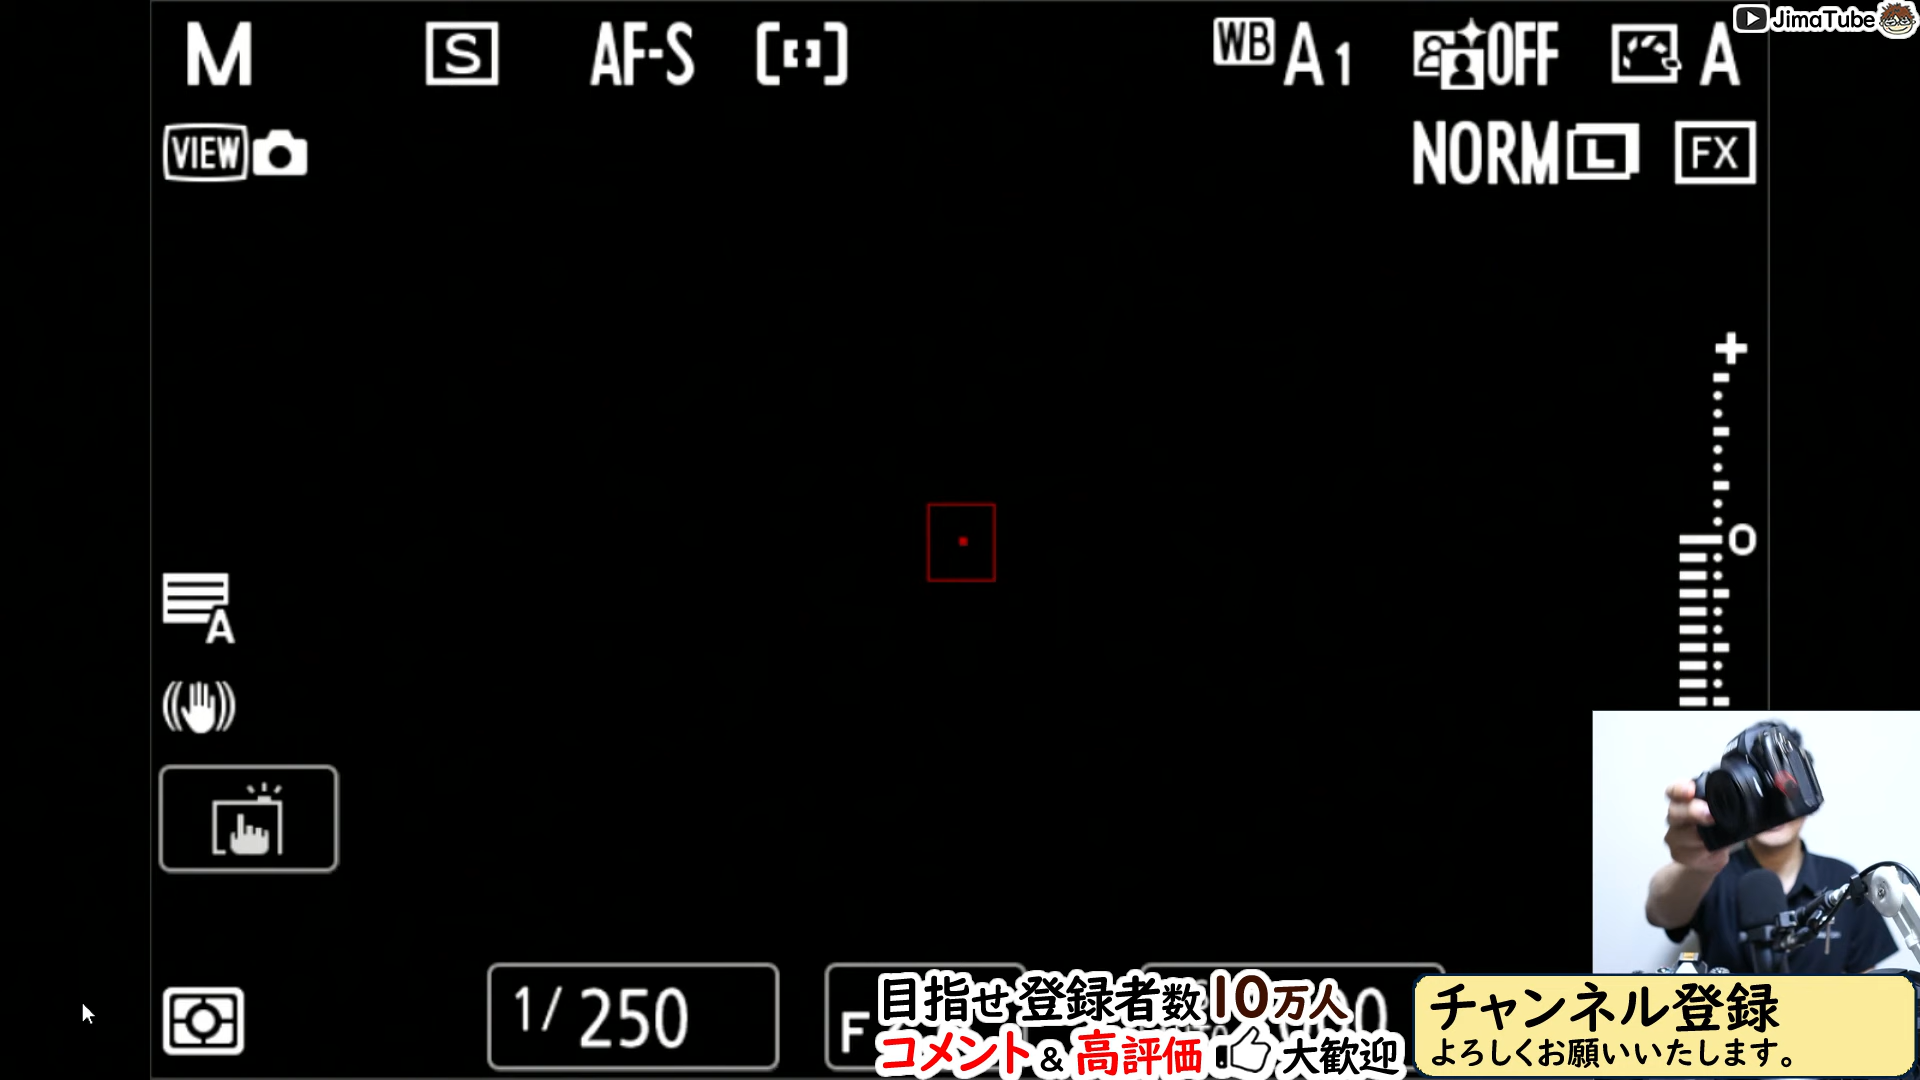 JimaTube
M S AF-S WB A1 OFF A
VIEW NORM L FX
+
0
A
1/250 F
目指せ登録者数10万人
コメント&高評価 大歓迎
チャンネル登録
よろしくお願いいたします。